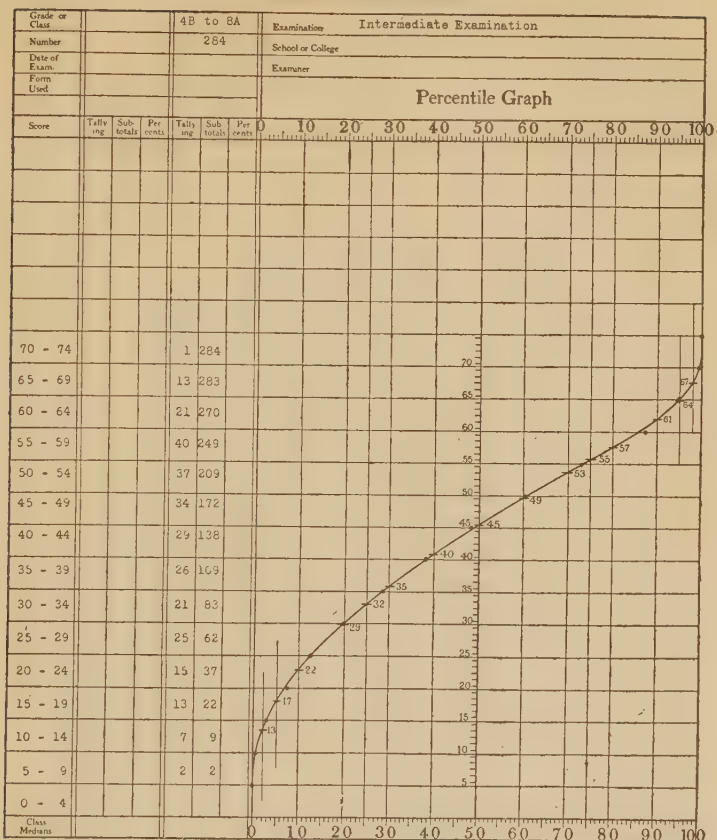 Grade or Class 4B to 8A Examination Intermediate Examination
Number 284 School or College
Date of Exam. Examiner
Form Used
Percentile Graph
Score Tally ing Sub- totals Per cents Tally ing Sub totals Per cents 0 10 20 30 40 50 60 70 80 90 100
70 - 74 1 284 70
65 - 69 13 283 65 67 64
60 - 64 21 270 60 61
55 - 59 40 249 55 57 55
50 - 54 37 209 50 53
45 - 49 34 172 45 49 45
40 - 44 29 138 40 40
35 - 39 26 109 35 35
30 - 34 21 83 30 32
25 - 29 25 62 25 29
20 - 24 15 37 20 22
15 - 19 13 22 15 17
10 - 14 7 9 10 13
5 - 9 2 2 5
0 - 4
Class Medians 0 10 20 30 40 50 60 70 80 90 100